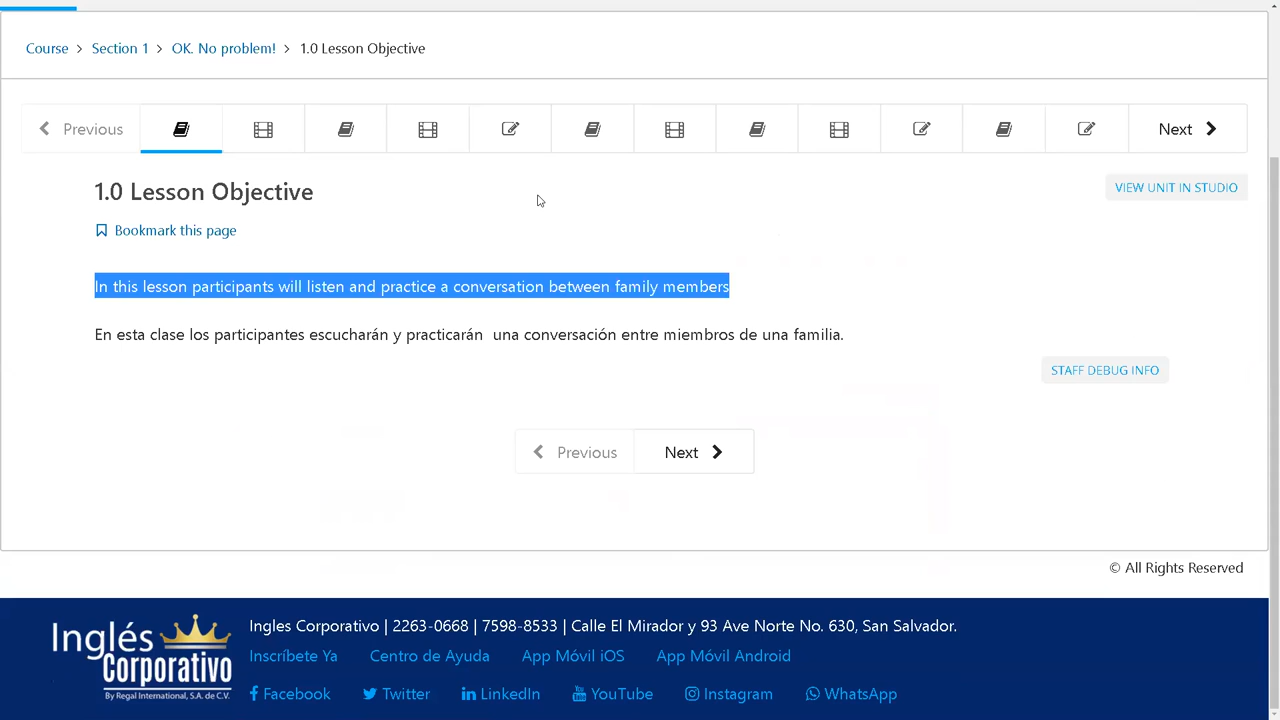 Course > Section 1 > OK. No problem! > 1.0 Lesson Objective
Previous Next
1.0 Lesson Objective
VIEW UNIT IN STUDIO
Bookmark this page
In this lesson participants will listen and practice a conversation between family members
En esta clase los participantes escucharán y practicarán una conversación entre miembros de una familia.
STAFF DEBUG INFO
Previous Next
© All Rights Reserved
Inglés Corporativo
By Regal International, S.A. de C.V.
Ingles Corporativo | 2263-0668 | 7598-8533 | Calle El Mirador y 93 Ave Norte No. 630, San Salvador.
Inscríbete Ya Centro de Ayuda App Móvil iOS App Móvil Android
Facebook Twitter LinkedIn YouTube Instagram WhatsApp